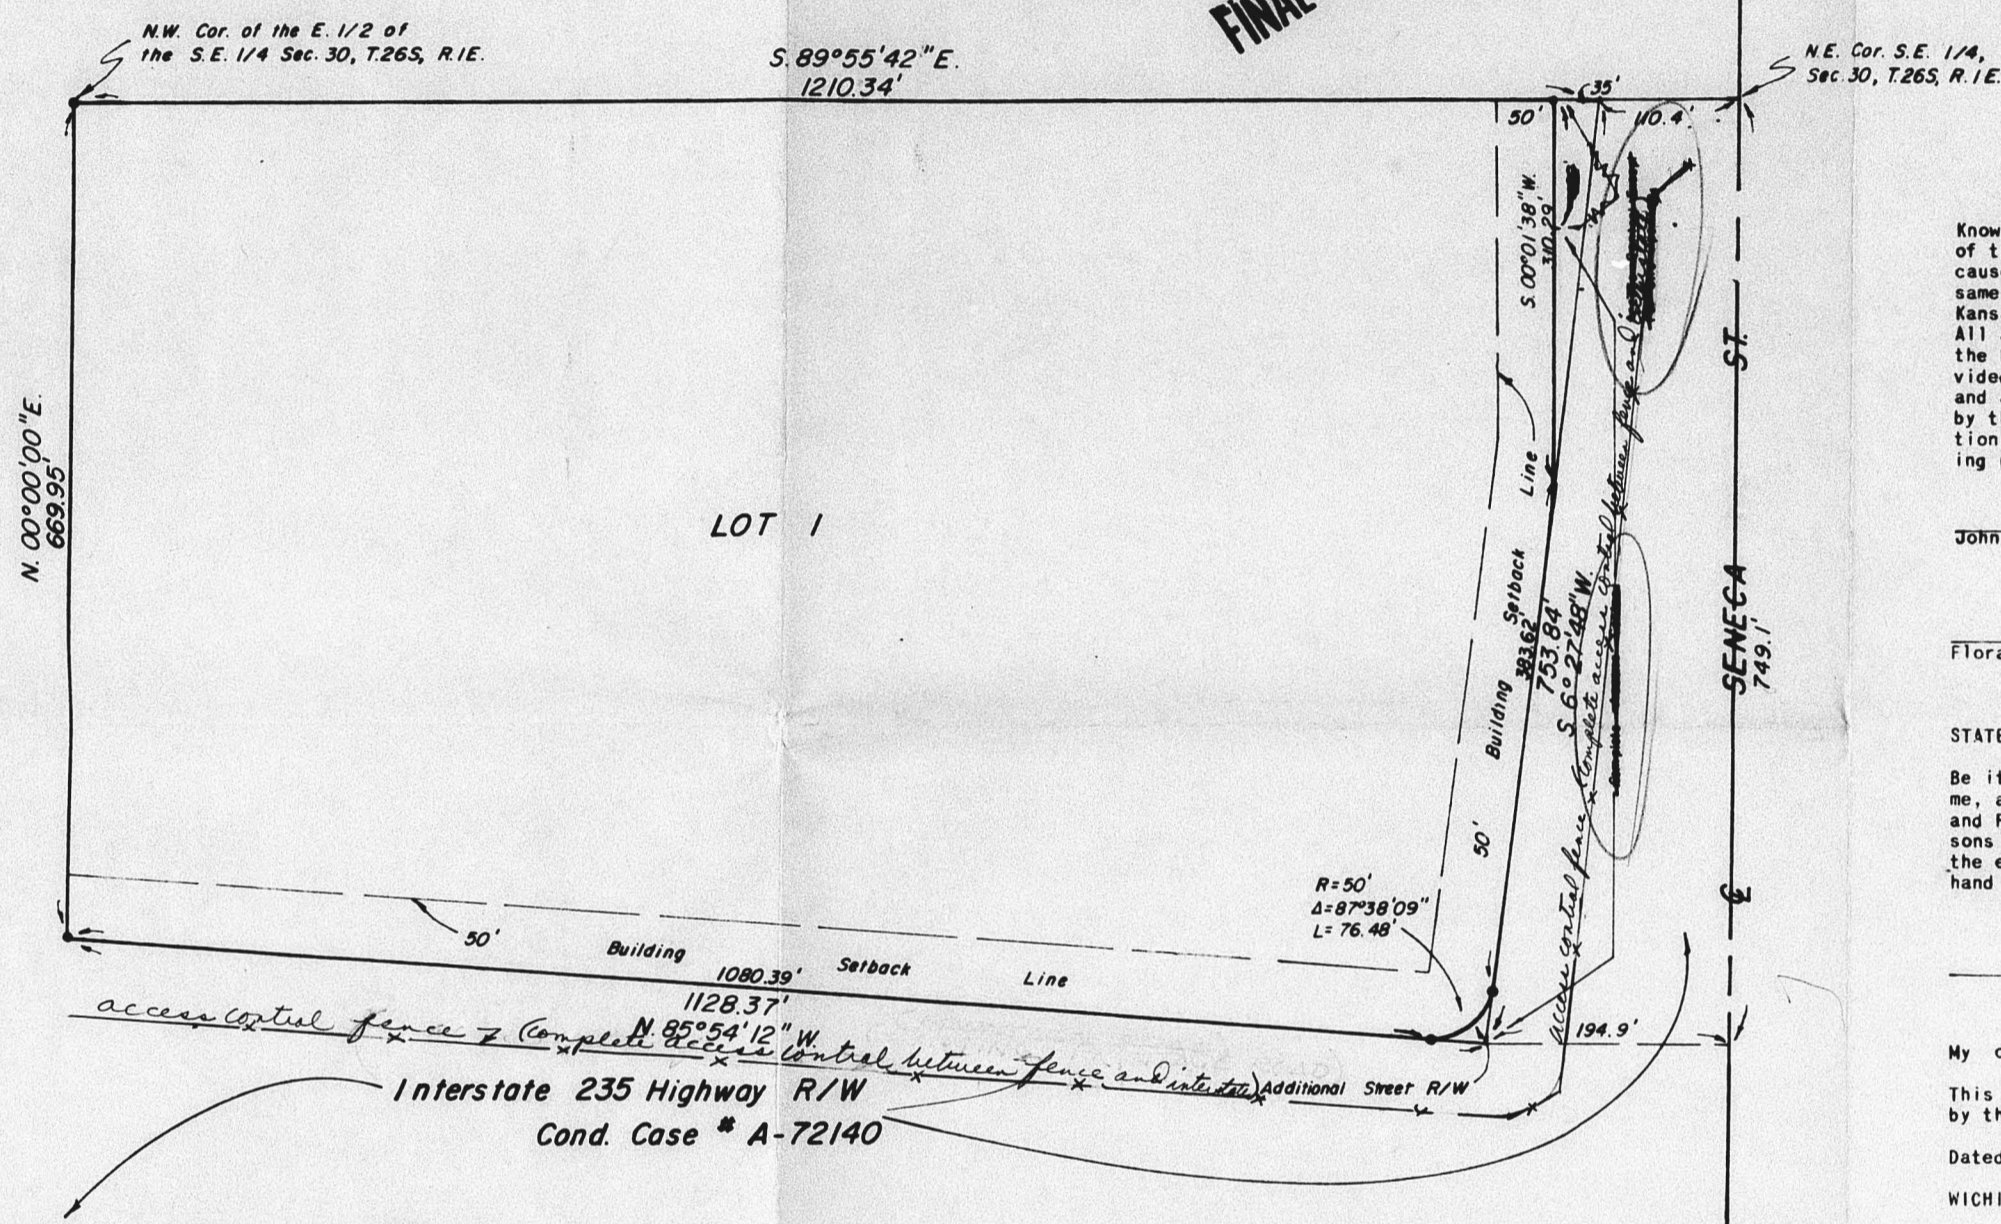 FINAL
N.W. Cor. of the E. 1/2 of
the S.E. 1/4 Sec. 30, T.26S, R.1E.
S. 89°55'42"E.
1210.34'
N.E. Cor. S.E. 1/4,
Sec. 30, T.26S, R.1E.
35'
50'
110.4'
S. 00°01'38"W.
310.29'
N. 00°00'00"E.
669.95'
LOT 1
Building Setback Line
383.62'
753.84'
S. 6°27'48"W.
50'
access control fence (Complete access control between fence and interstate)
SENECA ST.
749.1'
℄
R=50'
Δ=87°38'09"
L= 76.48'
50'
Building Setback Line
1080.39'
1128.37'
N. 85°54'12" W.
194.9'
access control fence (Complete access control between fence and interstate)
Additional Street R/W
Interstate 235 Highway R/W
Cond. Case # A-72140
Know
of t
caus
same
Kans
All
the
vide
and
by t
tion
ing
John
Flora
STATE
Be it
me, a
and F
sons
the e
hand
My
This
by th
Dated
WICHI